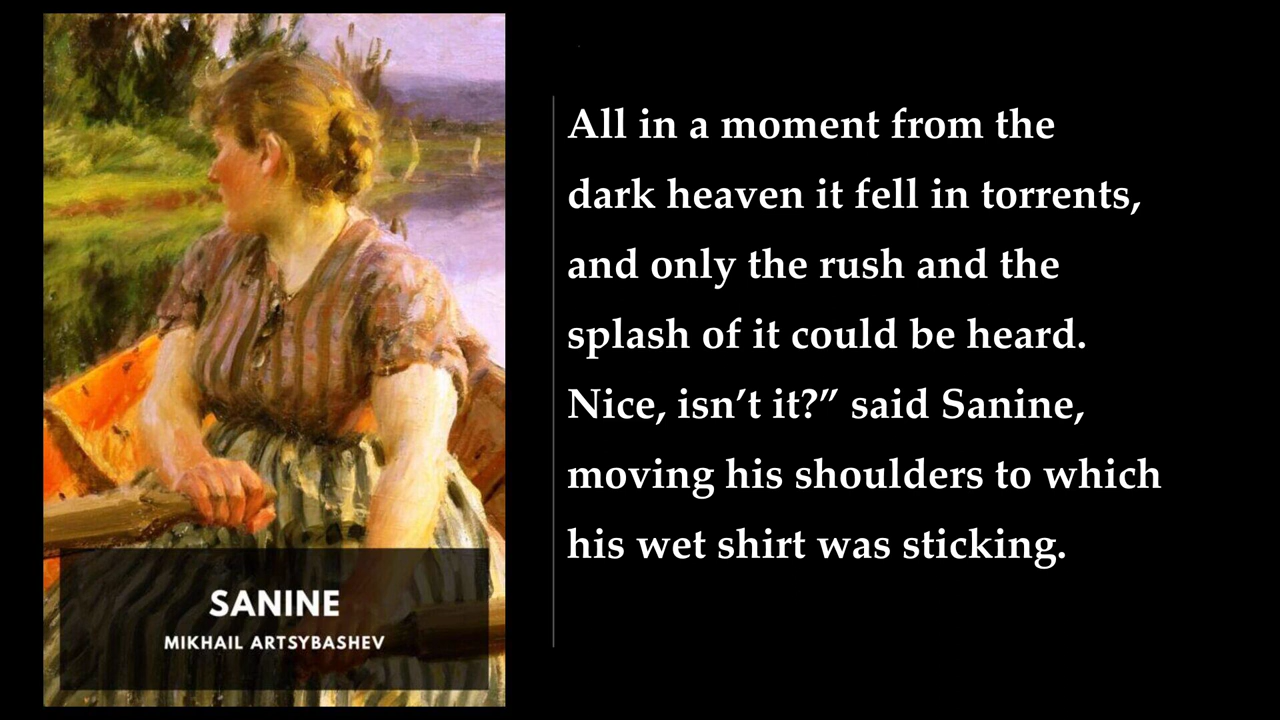 SANINE
MIKHAIL ARTSYBASHEV
All in a moment from the
dark heaven it fell in torrents,
and only the rush and the
splash of it could be heard.
Nice, isn’t it?” said Sanine,
moving his shoulders to which
his wet shirt was sticking.